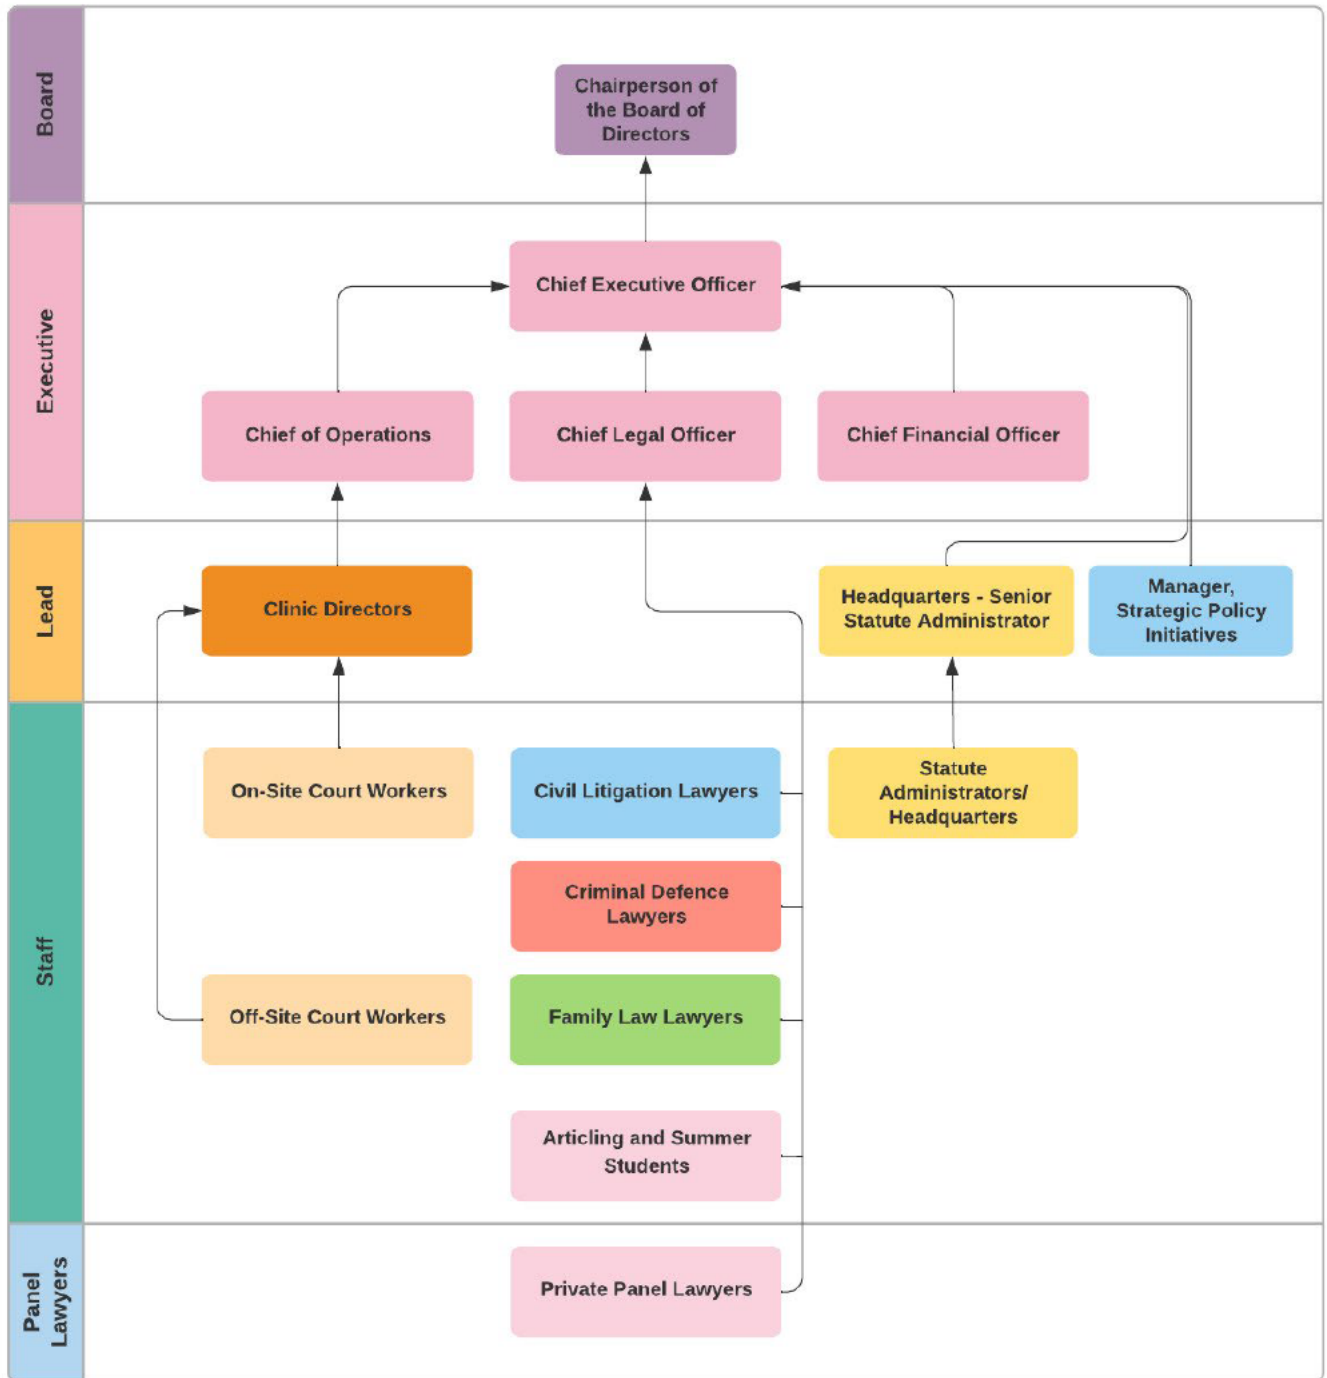 Board
Chairperson of
the Board of
Directors
Executive
Chief Executive Officer
Chief of Operations
Chief Legal Officer
Chief Financial Officer
Lead
Clinic Directors
Headquarters - Senior
Statute Administrator
Manager,
Strategic Policy
Initiatives
Staff
On-Site Court Workers
Civil Litigation Lawyers
Statute
Administrators/
Headquarters
Criminal Defence
Lawyers
Off-Site Court Workers
Family Law Lawyers
Articling and Summer
Students
Panel
Lawyers
Private Panel Lawyers